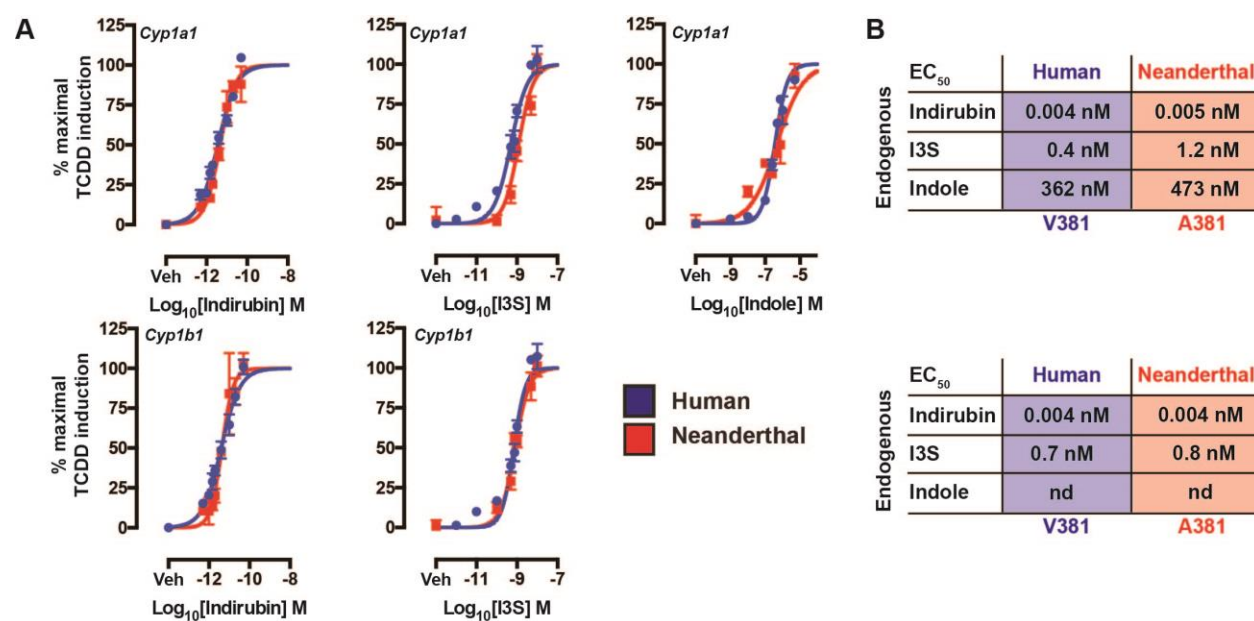 A
Cyp1a1
Cyp1a1
Cyp1a1
% maximal
TCDD induction
125
100
75
50
25
0
125
100
75
50
25
0
125
100
75
50
25
0
Veh -12 -10 -8
Log10[Indirubin] M
Veh -11 -9 -7
Log10[I3S] M
Veh -9 -7 -5
Log10[Indole] M
Cyp1b1
Cyp1b1
% maximal
TCDD induction
125
100
75
50
25
0
125
100
75
50
25
0
Veh -12 -10 -8
Log10[Indirubin] M
Veh -11 -9 -7
Log10[I3S] M
Human
Neanderthal
B
Endogenous
EC50 Human Neanderthal
Indirubin 0.004 nM 0.005 nM
I3S 0.4 nM 1.2 nM
Indole 362 nM 473 nM
V381 A381
Endogenous
EC50 Human Neanderthal
Indirubin 0.004 nM 0.004 nM
I3S 0.7 nM 0.8 nM
Indole nd nd
V381 A381